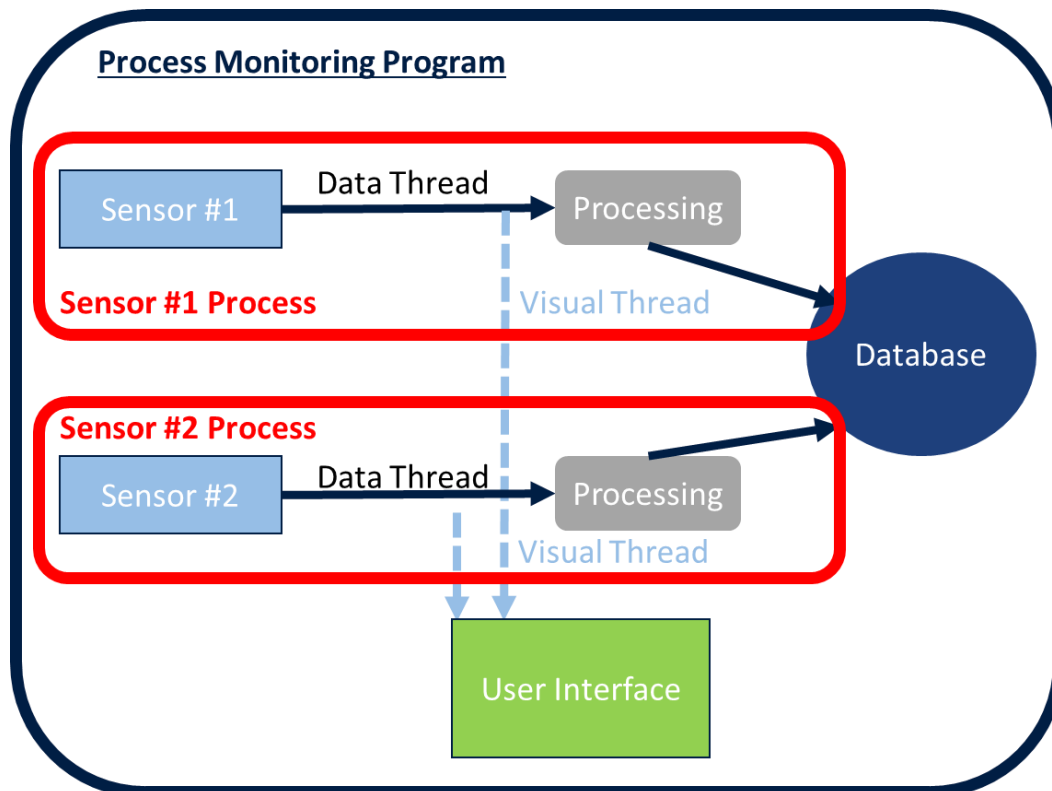 Process Monitoring Program
Data Thread
Sensor #1
Processing
Sensor #1 Process
Visual Thread
Database
Sensor #2 Process
Data Thread
Sensor #2
Processing
Visual Thread
User Interface